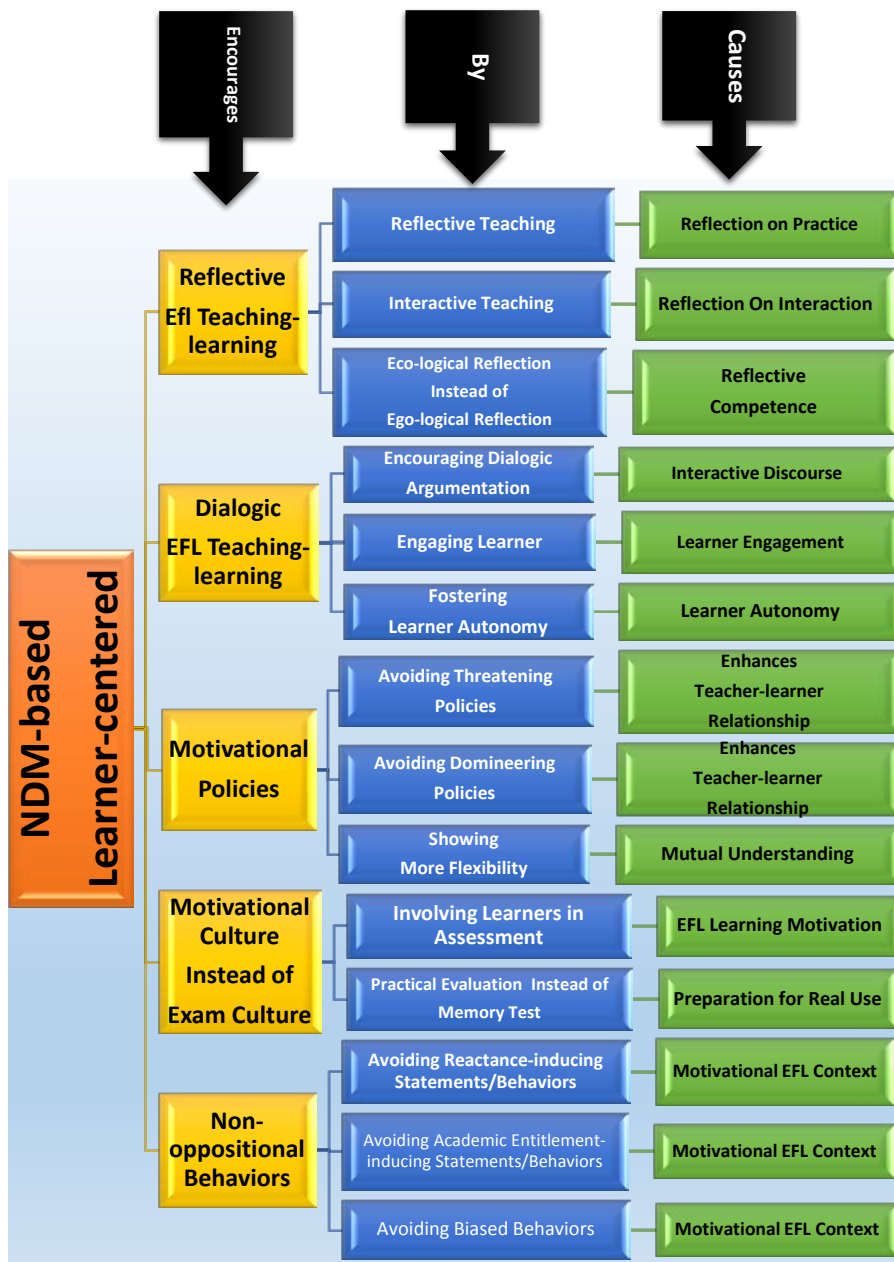 Encourages
By
Causes
NDM-based
Learner-centered
Reflective
Efl Teaching-
learning
Reflective Teaching
Reflection on Practice
Interactive Teaching
Reflection On Interaction
Eco-logical Reflection
Instead of
Ego-logical Reflection
Reflective
Competence
Dialogic
EFL Teaching-
learning
Encouraging Dialogic
Argumentation
Interactive Discourse
Engaging Learner
Learner Engagement
Fostering
Learner Autonomy
Learner Autonomy
Motivational
Policies
Avoiding Threatening
Policies
Enhances
Teacher-learner
Relationship
Avoiding Domineering
Policies
Enhances
Teacher-learner
Relationship
Showing
More Flexibility
Mutual Understanding
Motivational
Culture
Instead of
Exam Culture
Involving Learners in
Assessment
EFL Learning Motivation
Practical Evaluation Instead of
Memory Test
Preparation for Real Use
Non-
oppositional
Behaviors
Avoiding Reactance-inducing
Statements/Behaviors
Motivational EFL Context
Avoiding Academic Entitlement-
inducing Statements/Behaviors
Motivational EFL Context
Avoiding Biased Behaviors
Motivational EFL Context